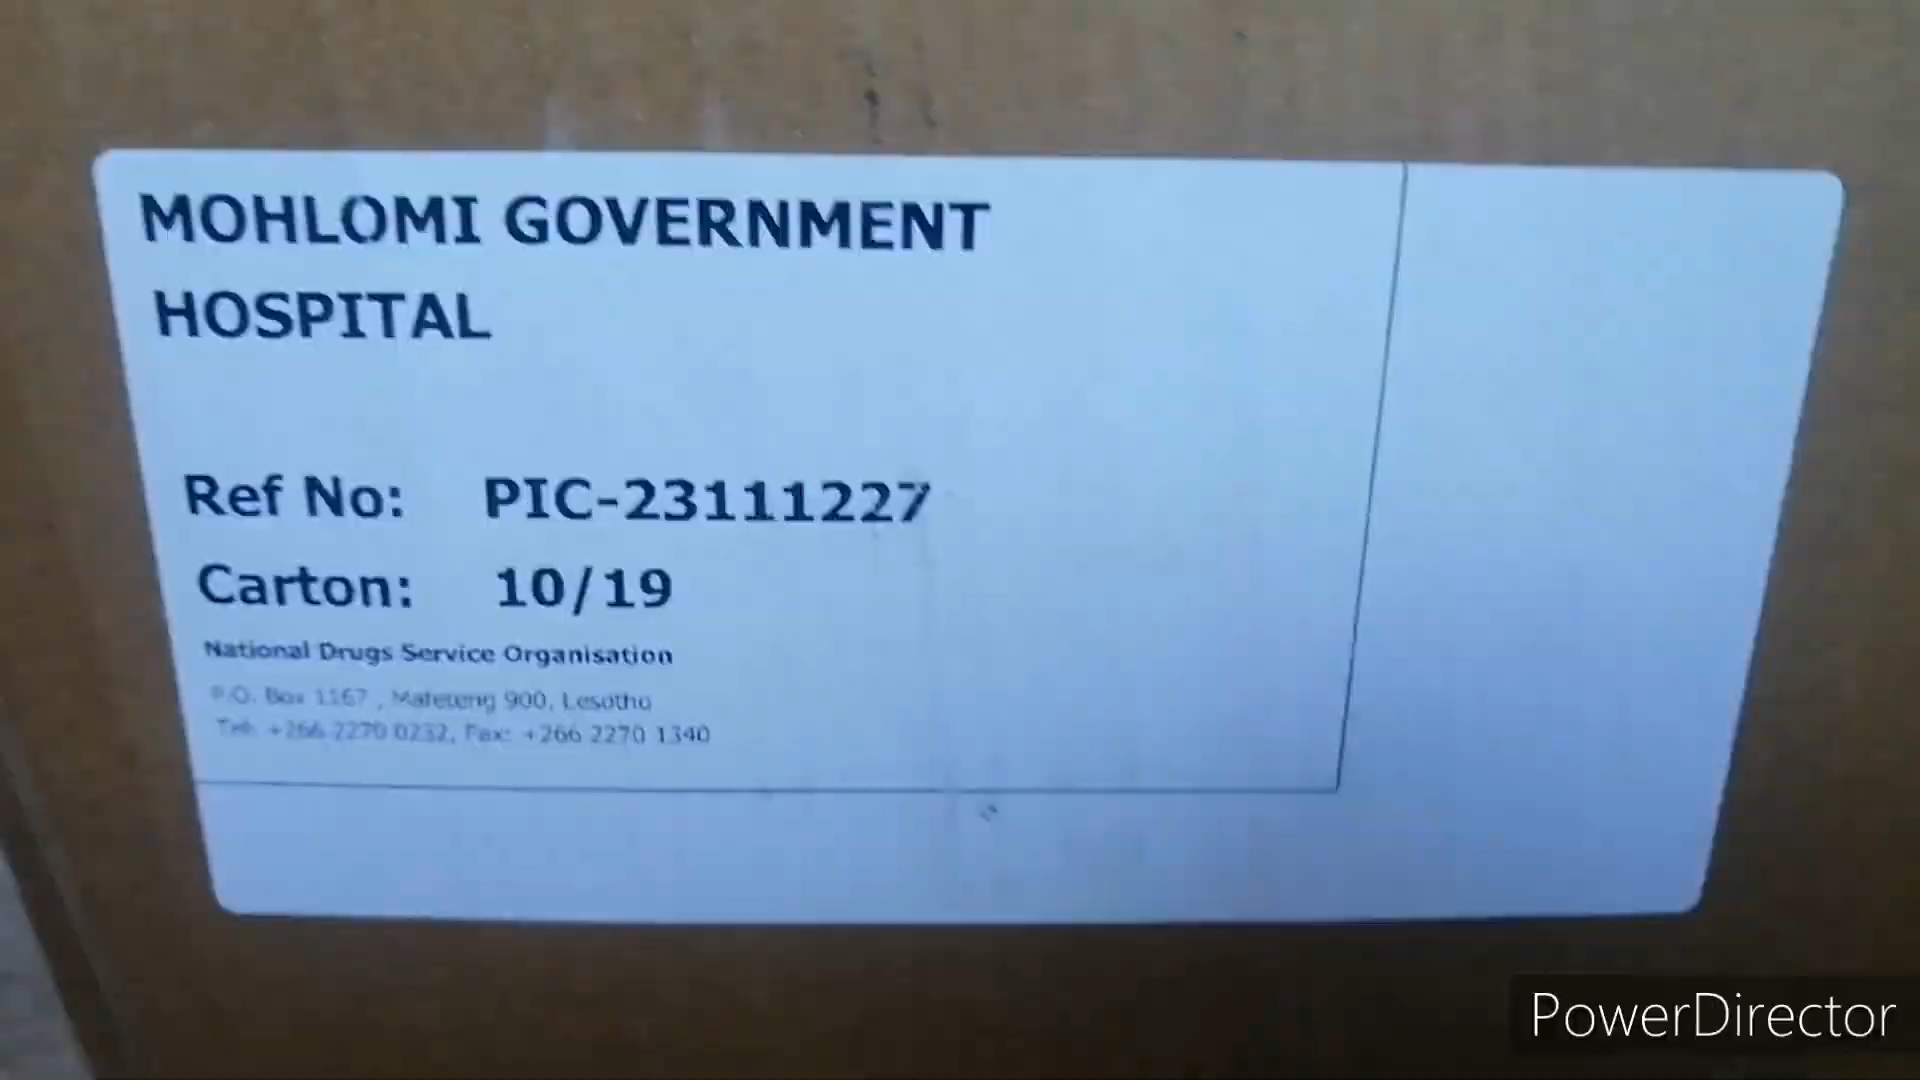 MOHLOMI GOVERNMENT
HOSPITAL
Ref No: PIC-23111227
Carton: 10/19
National Drugs Service Organisation
P.O. Box 1167 , Mafeteng 900, Lesotho
Tel: +266 2270 0232, Fax: +266 2270 1340
PowerDirector